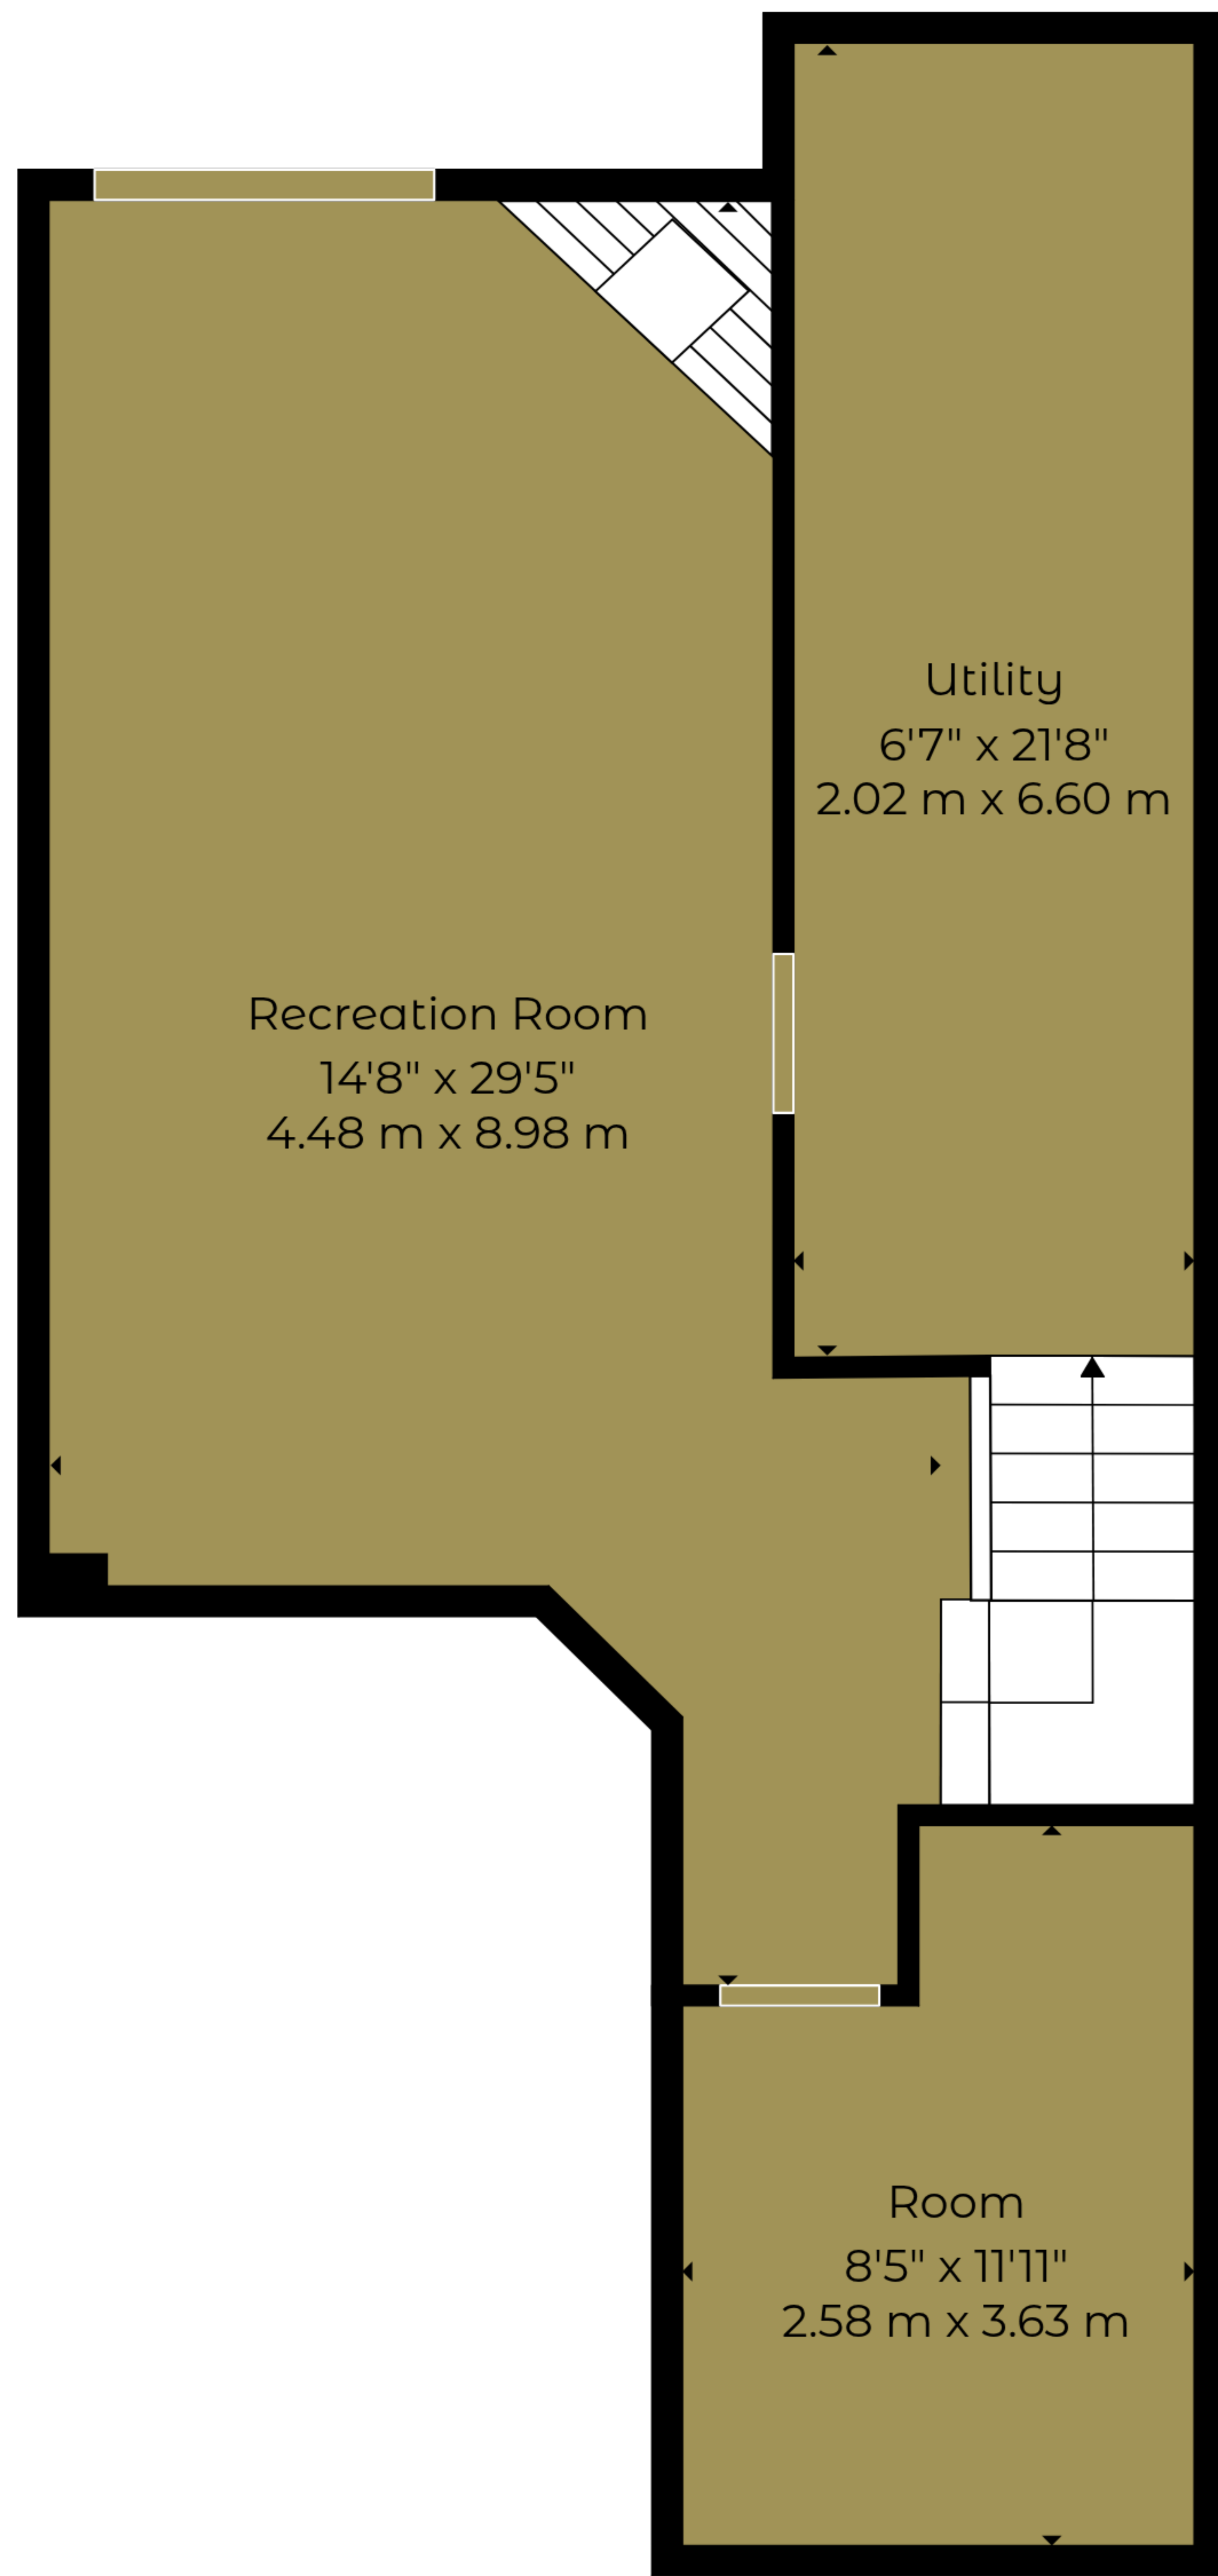 Utility
6'7" x 21'8"
2.02 m x 6.60 m
Recreation Room
14'8" x 29'5"
4.48 m x 8.98 m
Room
8'5" x 11'11"
2.58 m x 3.63 m